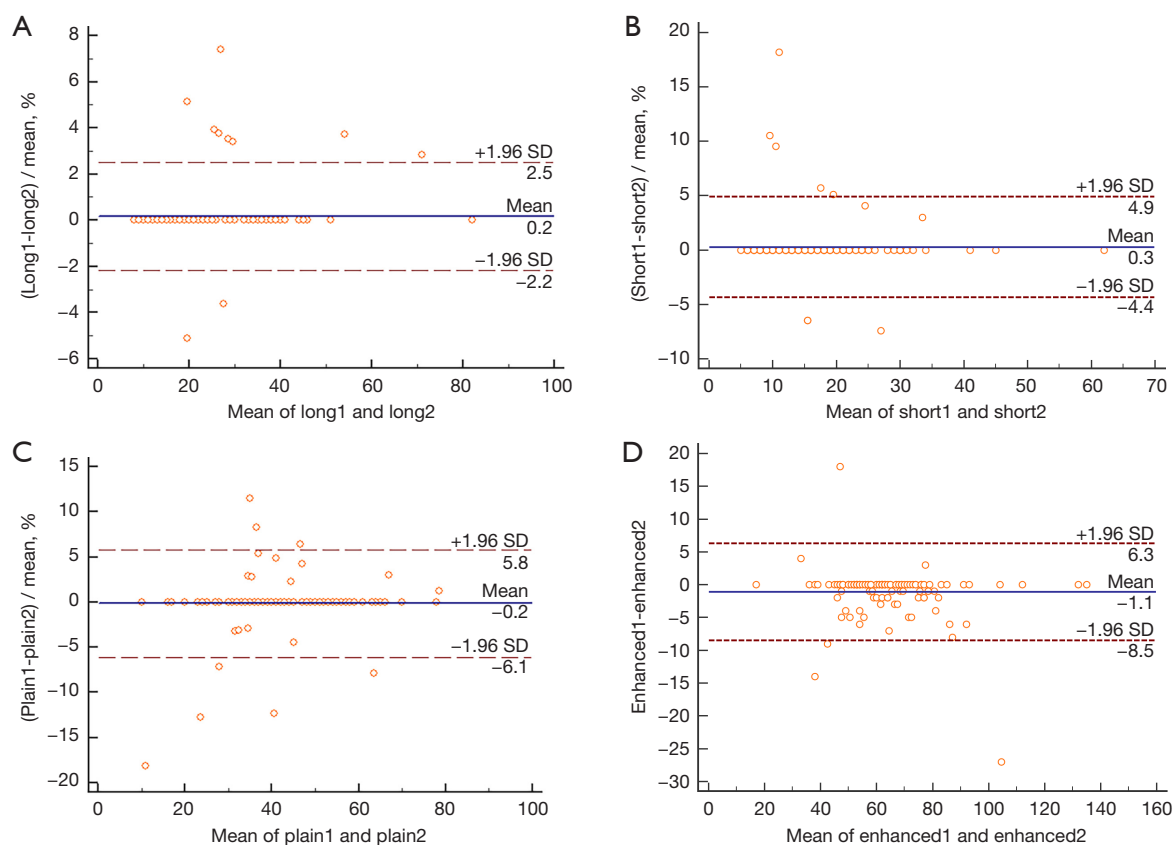 A
(Long1-long2) / mean, %
8
6
4
2
0
−2
−4
−6
+1.96 SD
2.5
Mean
0.2
−1.96 SD
−2.2
0 20 40 60 80 100
Mean of long1 and long2
B
(Short1-short2) / mean, %
20
15
10
5
0
−5
−10
+1.96 SD
4.9
Mean
0.3
−1.96 SD
−4.4
0 10 20 30 40 50 60 70
Mean of short1 and short2
C
(Plain1-plain2) / mean, %
15
10
5
0
−5
−10
−15
−20
+1.96 SD
5.8
Mean
−0.2
−1.96 SD
−6.1
0 20 40 60 80 100
Mean of plain1 and plain2
D
Enhanced1-enhanced2
20
15
10
5
0
−5
−10
−15
−20
−25
−30
+1.96 SD
6.3
Mean
−1.1
−1.96 SD
−8.5
0 20 40 60 80 100 120 140 160
Mean of enhanced1 and enhanced2